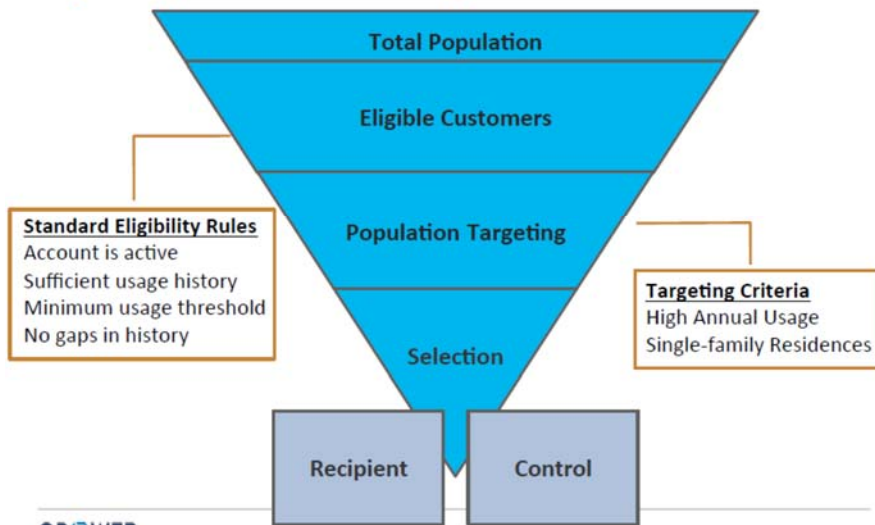 Total Population
Eligible Customers
Standard Eligibility Rules
Account is active
Sufficient usage history
Minimum usage threshold
No gaps in history
Population Targeting
Targeting Criteria
High Annual Usage
Single-family Residences
Selection
Recipient
Control